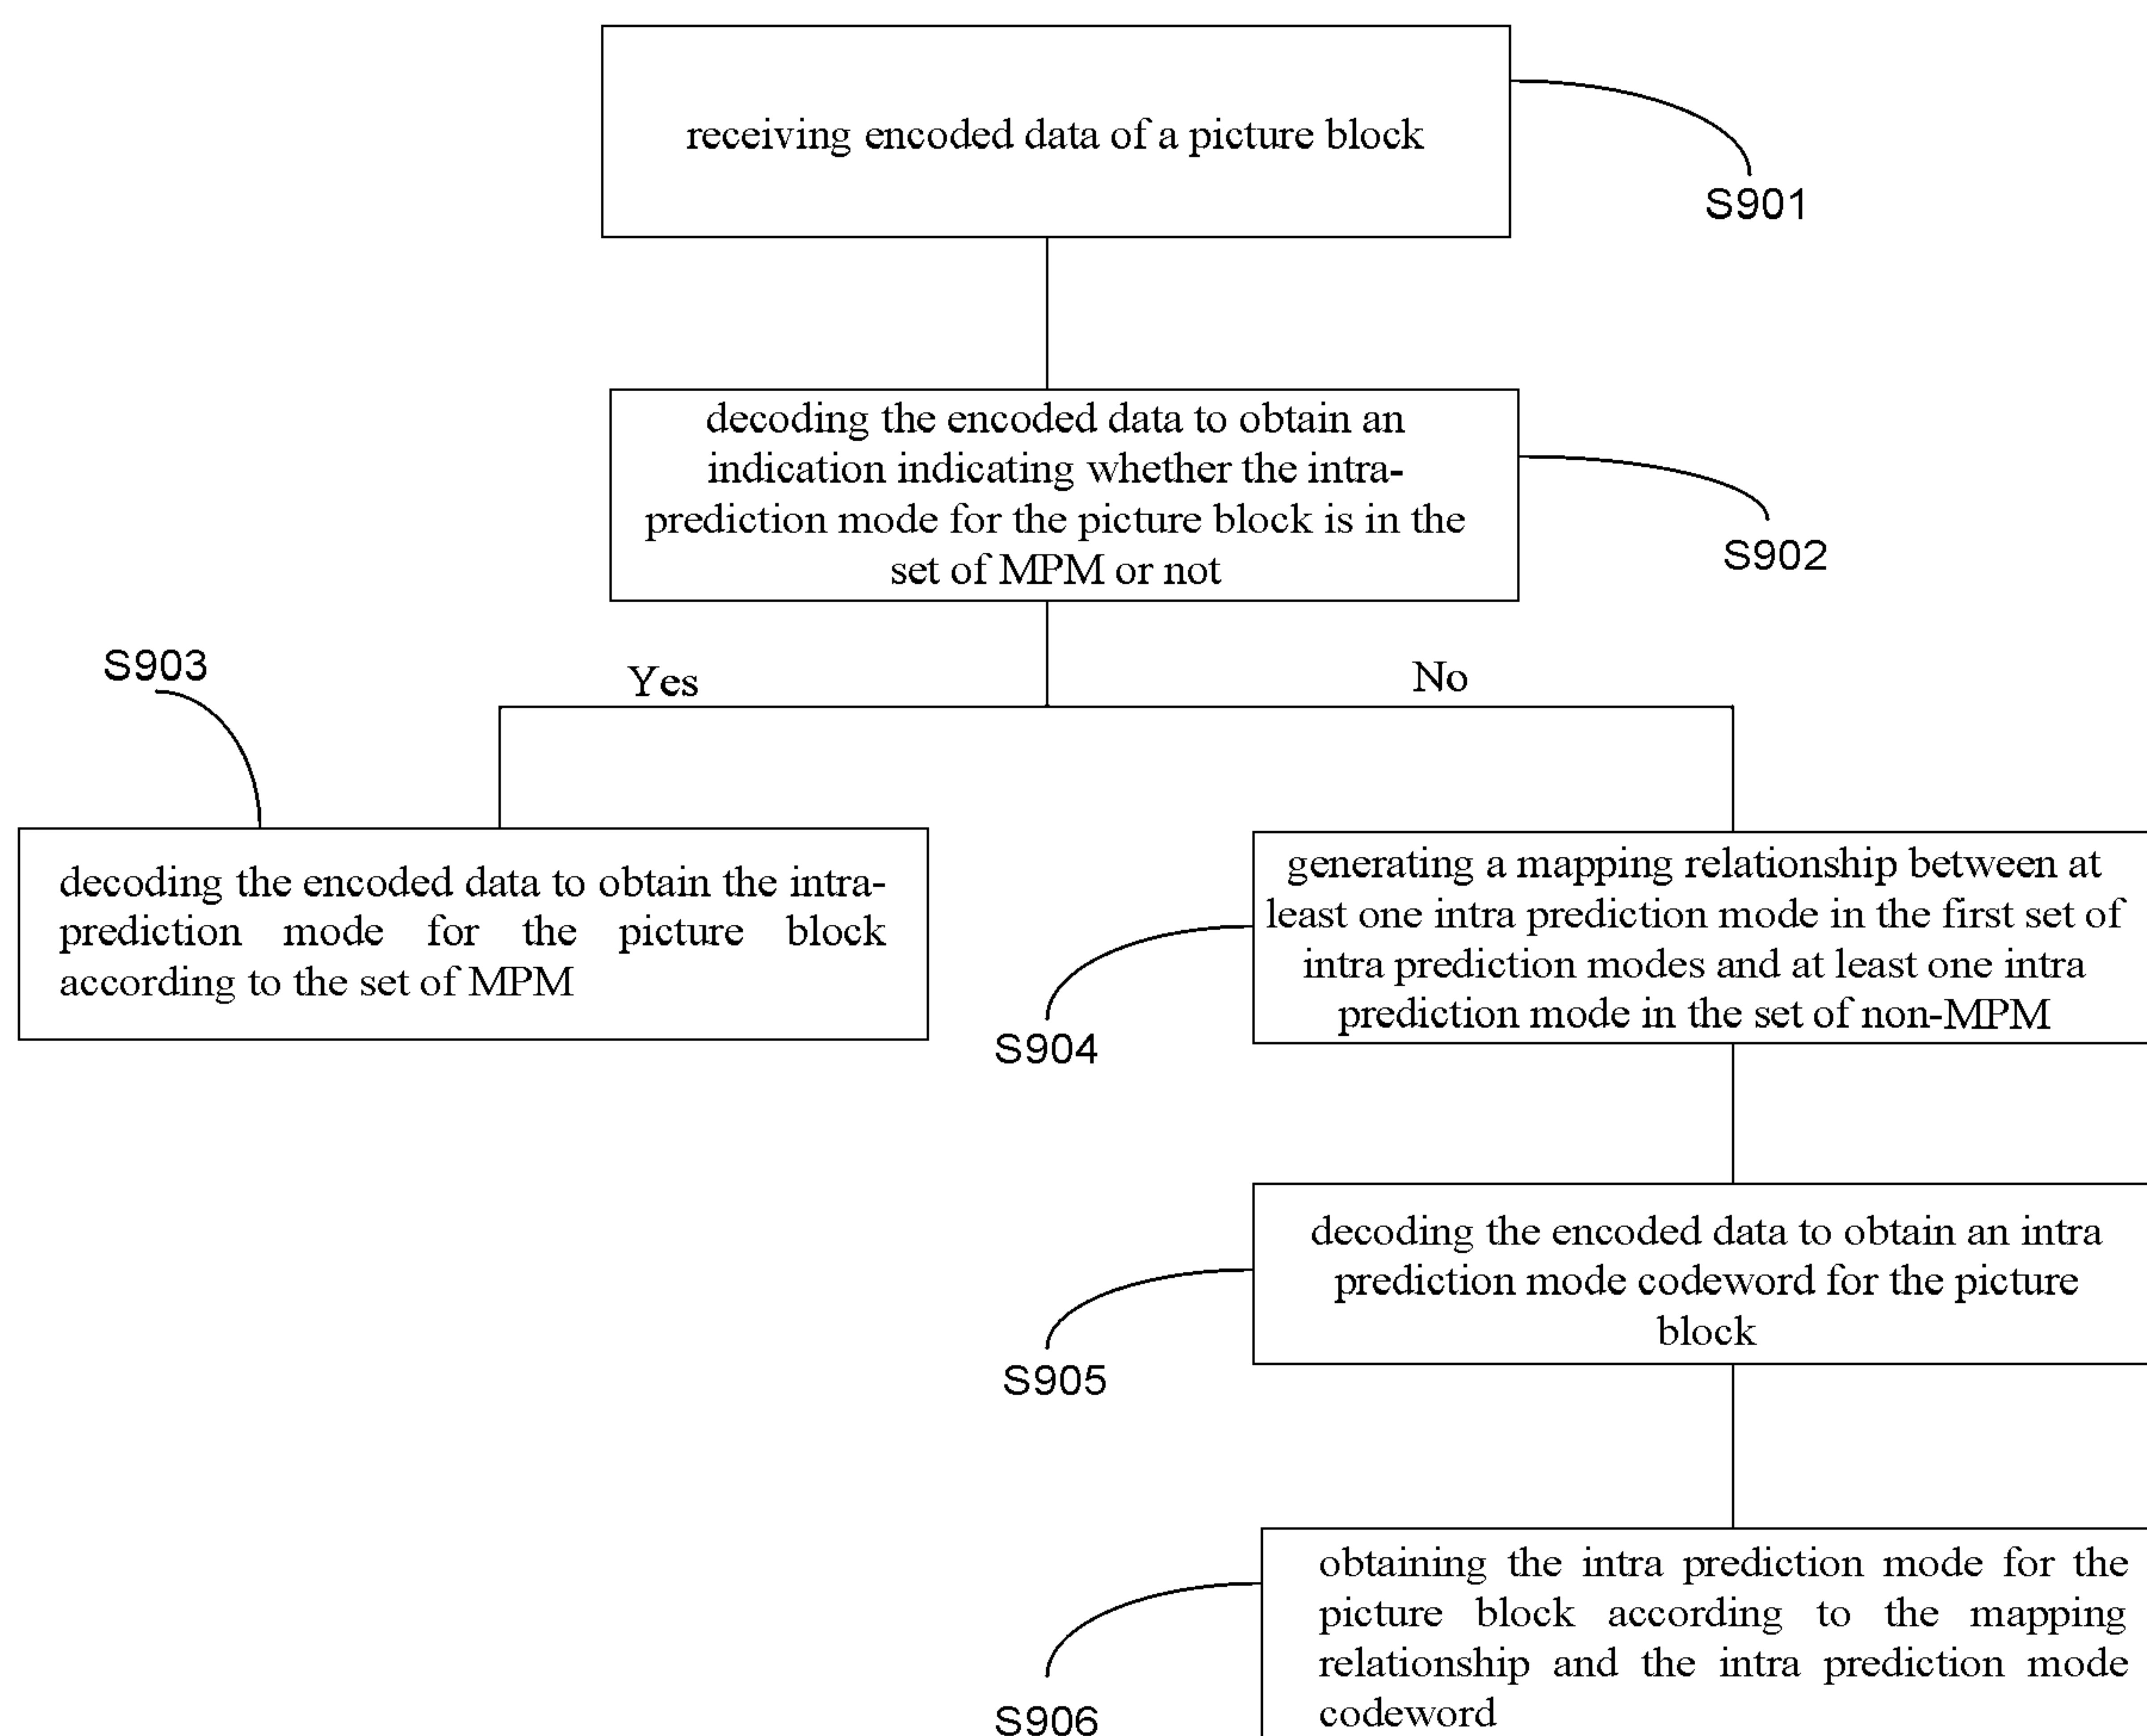 receiving encoded data of a picture block
S901
decoding the encoded data to obtain an
indication indicating whether the intra-
prediction mode for the picture block is in the
set of MPM or not
S902
S903
Yes
No
decoding the encoded data to obtain the intra-
prediction mode for the picture block
according to the set of MPM
generating a mapping relationship between at
least one intra prediction mode in the first set of
intra prediction modes and at least one intra
prediction mode in the set of non-MPM
S904
decoding the encoded data to obtain an intra
prediction mode codeword for the picture
block
S905
obtaining the intra prediction mode for the
picture block according to the mapping
relationship and the intra prediction mode
codeword
S906